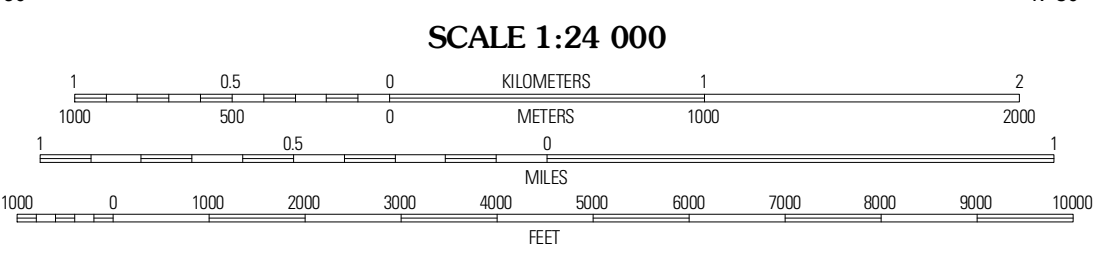 SCALE 1:24 000
1 0.5 0 KILOMETERS 1 2
1000 500 0 METERS 1000 2000
1 0.5 0 1
MILES
1000 0 1000 2000 3000 4000 5000 6000 7000 8000 9000 10000
FEET